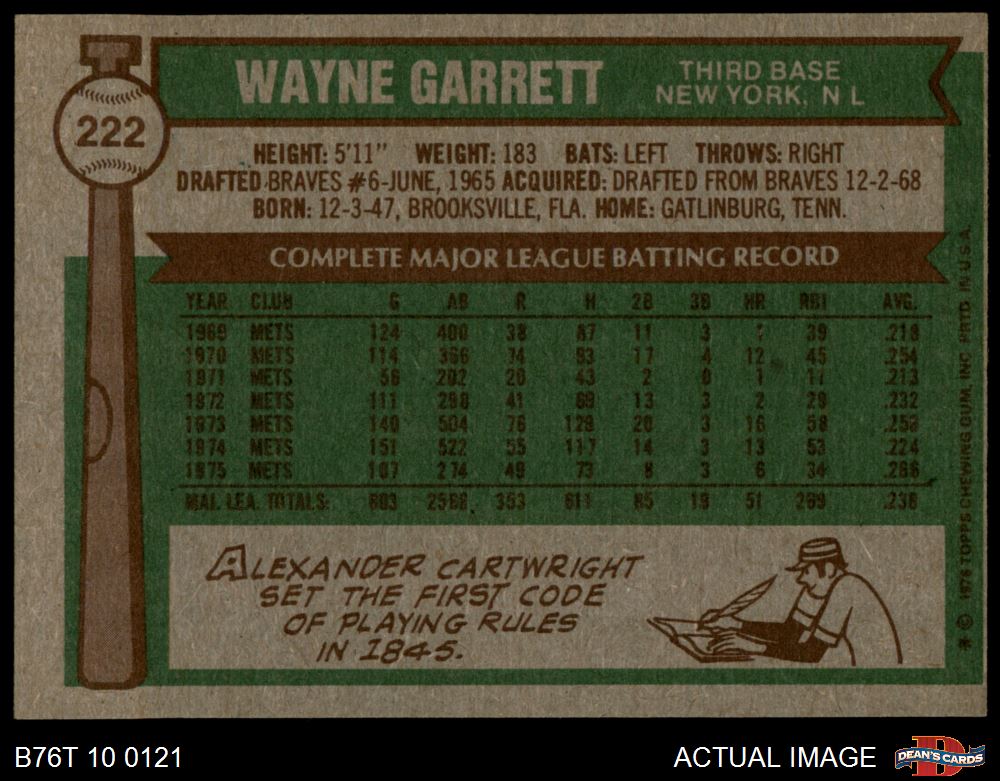 222
WAYNE GARRETT
THIRD BASE
NEW YORK, N L
HEIGHT: 5'11" WEIGHT: 183 BATS: LEFT THROWS: RIGHT
DRAFTED BRAVES #6-JUNE, 1965 ACQUIRED: DRAFTED FROM BRAVES 12-2-68
BORN: 12-3-47, BROOKSVILLE, FLA. HOME: GATLINBURG, TENN.
COMPLETE MAJOR LEAGUE BATTING RECORD
YEAR CLUB G AB R H 2B 3B HR RBI AVG.
1969 METS 124 400 38 87 11 3 1 39 .218
1970 METS 114 366 74 93 17 4 12 45 .254
1971 METS 56 202 20 43 2 0 1 11 .213
1972 METS 111 298 41 69 13 3 2 29 .232
1973 METS 140 504 76 129 20 3 16 58 .256
1974 METS 151 522 55 117 14 3 13 53 .224
1975 METS 107 274 49 73 8 3 6 34 .266
MAJ. LEA. TOTALS: 803 2566 353 611 85 19 51 269 .238
ALEXANDER CARTWRIGHT
SET THE FIRST CODE
OF PLAYING RULES
IN 1845.
* © 1976 TOPPS CHEWING GUM, INC. PRTD. IN U.S.A.
B76T 10 0121
ACTUAL IMAGE
D
DEAN'S CARDS